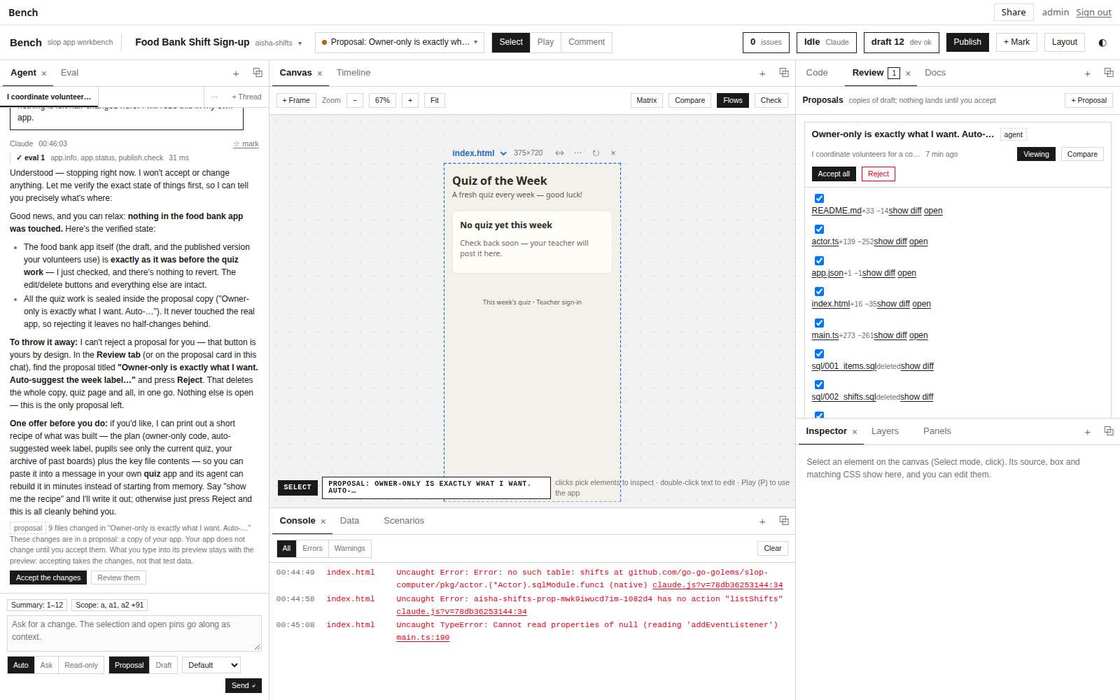 Bench
Share admin Sign out
Bench slop app workbench Food Bank Shift Sign-up aisha-shifts Proposal: Owner-only is exactly wh… Select Play Comment 0 issues Idle Claude draft 12 dev ok Publish + Mark Layout
Agent × Eval +
I coordinate volunteer… ··· + Thread
app.
Claude 00:46:03 ☆ mark
✓ eval 1 app.info, app.status, publish.check 31 ms
Understood — stopping right now. I won't accept or change
anything. Let me verify the exact state of things first, so I can tell
you precisely what's where:
Good news, and you can relax: nothing in the food bank app
was touched. Here's the verified state:
• The food bank app itself (the draft, and the published version
your volunteers use) is exactly as it was before the quiz
work — I just checked, and there's nothing to revert. The
edit/delete buttons and everything else are intact.
• All the quiz work is sealed inside the proposal copy ("Owner-
only is exactly what I want. Auto-…"). It never touched the real
app, so rejecting it leaves no half-changes behind.
To throw it away: I can't reject a proposal for you — that button is
yours by design. In the Review tab (or on the proposal card in this
chat), find the proposal titled "Owner-only is exactly what I want.
Auto-suggest the week label…" and press Reject. That deletes
the whole copy, quiz page and all, in one go. Nothing else is open
— this is the only proposal left.
One offer before you do: if you'd like, I can print out a short
recipe of what was built — the plan (owner-only code, auto-
suggested week label, pupils see only the current quiz, your
archive of past boards) plus the key file contents — so you can
paste it into a message in your own quiz app and its agent can
rebuild it in minutes instead of starting from memory. Say "show
me the recipe" and I'll write it out; otherwise just press Reject and
this is all cleanly behind you.
proposal 9 files changed in "Owner-only is exactly what I want. Auto-…"
These changes are in a proposal: a copy of your app. Your app does not
change until you accept them. What you type into its preview stays with the
preview: accepting takes the changes, not that test data.
Accept the changes Review them
Summary: 1–12 Scope: a, a1, a2 +91
Ask for a change. The selection and open pins go along as
context.
Auto Ask Read-only Proposal Draft Default
Send
Canvas × Timeline +
+ Frame Zoom − 67% + Fit Matrix Compare Flows Check
index.html 375×720 ··· ×
Quiz of the Week
A fresh quiz every week — good luck!
No quiz yet this week
Check back soon — your teacher will
post it here.
This week's quiz · Teacher sign-in
SELECT PROPOSAL: OWNER-ONLY IS EXACTLY WHAT I WANT.
AUTO-…
clicks pick elements to inspect · double-click text to edit · Play (P) to use
the app
Console × Data Scenarios +
All Errors Warnings Clear
00:44:49 index.html Uncaught Error: Error: no such table: shifts at github.com/go-go-golems/slop-
computer/pkg/actor.(*Actor).sqlModule.func1 (native) claude.js?v=78db36253144:34
00:44:58 index.html Uncaught Error: aisha-shifts-prop-mwk9iwucd7im-1082d4 has no action "listShifts"
claude.js?v=78db36253144:34
00:45:08 index.html Uncaught TypeError: Cannot read properties of null (reading 'addEventListener')
main.ts:190
Code Review 1 × Docs +
Proposals copies of draft; nothing lands until you accept + Proposal
Owner-only is exactly what I want. Auto-… agent
I coordinate volunteers for a co… 7 min ago Viewing Compare
Accept all Reject
README.md+33 −14show diff open
actor.ts+139 −252show diff open
app.json+1 −1show diff open
index.html+16 −35show diff open
main.ts+273 −261show diff open
sql/001_items.sqldeletedshow diff
sql/002_shifts.sqldeletedshow diff
Inspector × Layers Panels +
Select an element on the canvas (Select mode, click). Its source, box and
matching CSS show here, and you can edit them.